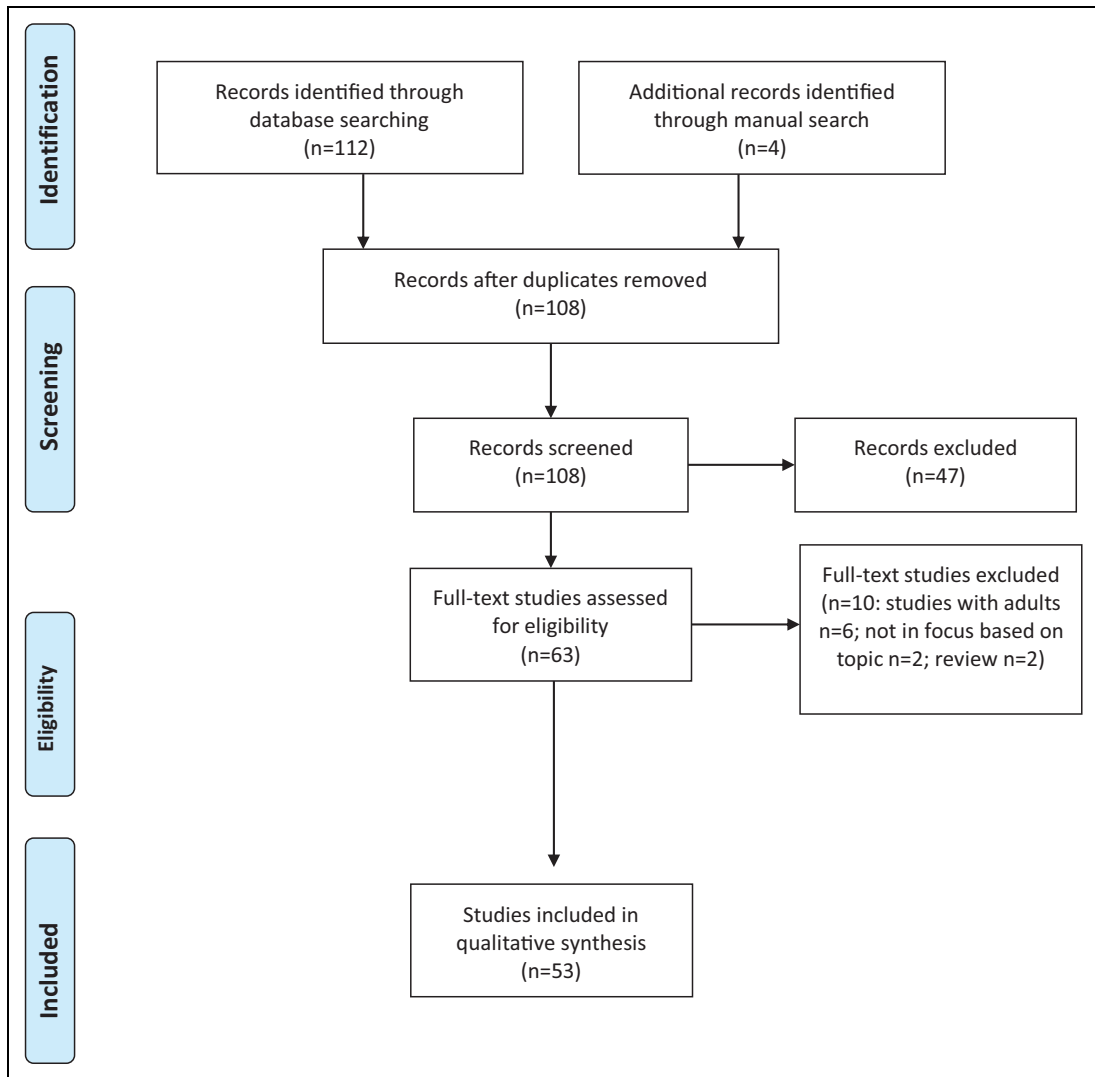 Identification
Records identified through
database searching
(n=112)
Additional records identified
through manual search
(n=4)
Records after duplicates removed
(n=108)
Screening
Records screened
(n=108)
Records excluded
(n=47)
Eligibility
Full-text studies assessed
for eligibility
(n=63)
Full-text studies excluded
(n=10: studies with adults
n=6; not in focus based on
topic n=2; review n=2)
Included
Studies included in
qualitative synthesis
(n=53)